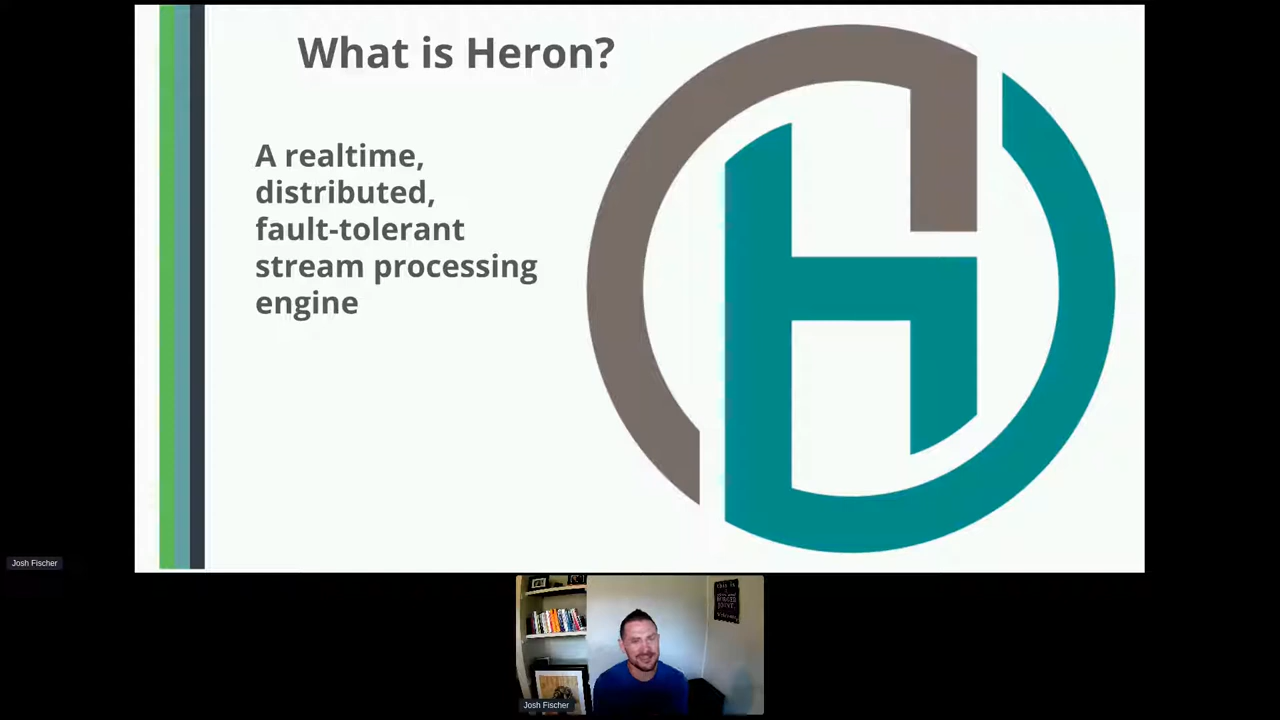 What is Heron?
A realtime,
distributed,
fault-tolerant
stream processing
engine
Josh Fischer
Josh Fischer